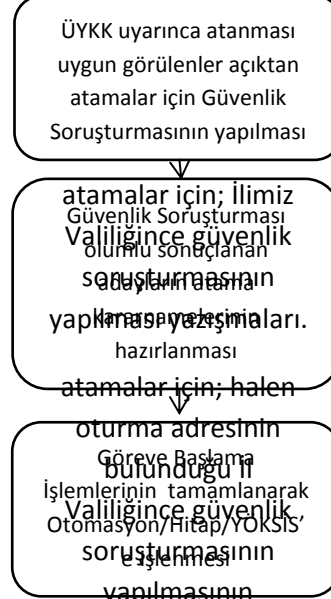 ÜYKK uyarınca atanması
uygun görülenler açıktan
atamalar için Güvenlik
Soruşturmasının yapılması
atamalar için; İlimiz
Güvenlik Soruşturması
Valiliğince güvenlik
olumlu sonuçlanan
soruşturmasının
adayların atama
yapılması yazışmaları.
kararnamelerinin
hazırlanması
atamalar için; halen
oturma adresinin
Göreve Başlama
bulunduğu il
İşlemlerinin tamamlanarak
Valiliğince güvenlik
Otomasyon/Hitap/YÖKSİS
soruşturmasının
e işlenmesi
yapılmasının